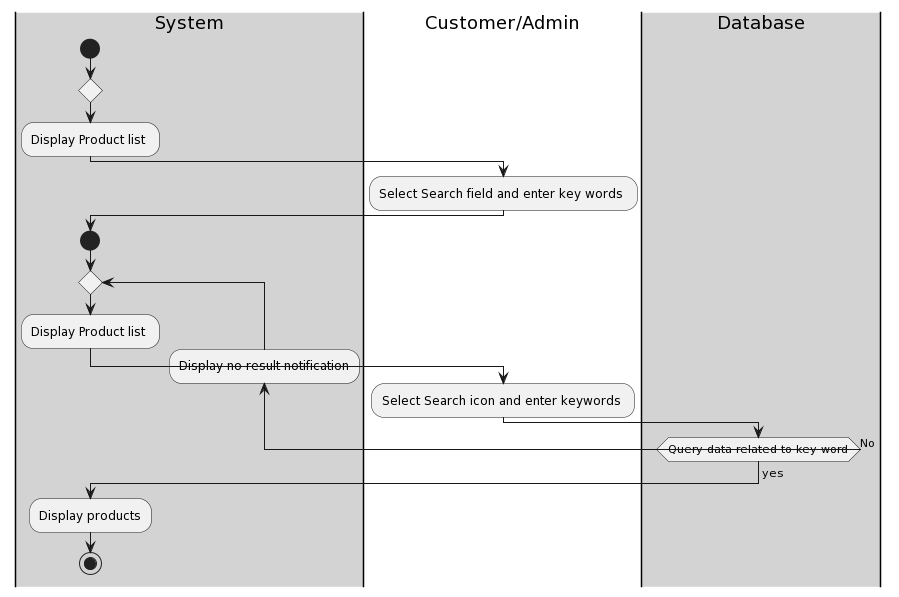 System
Customer/Admin
Database
Display Product list
Select Search field and enter key words
Display Product list
Display no result notification
Select Search icon and enter keywords
Query data related to key word
No
yes
Display products